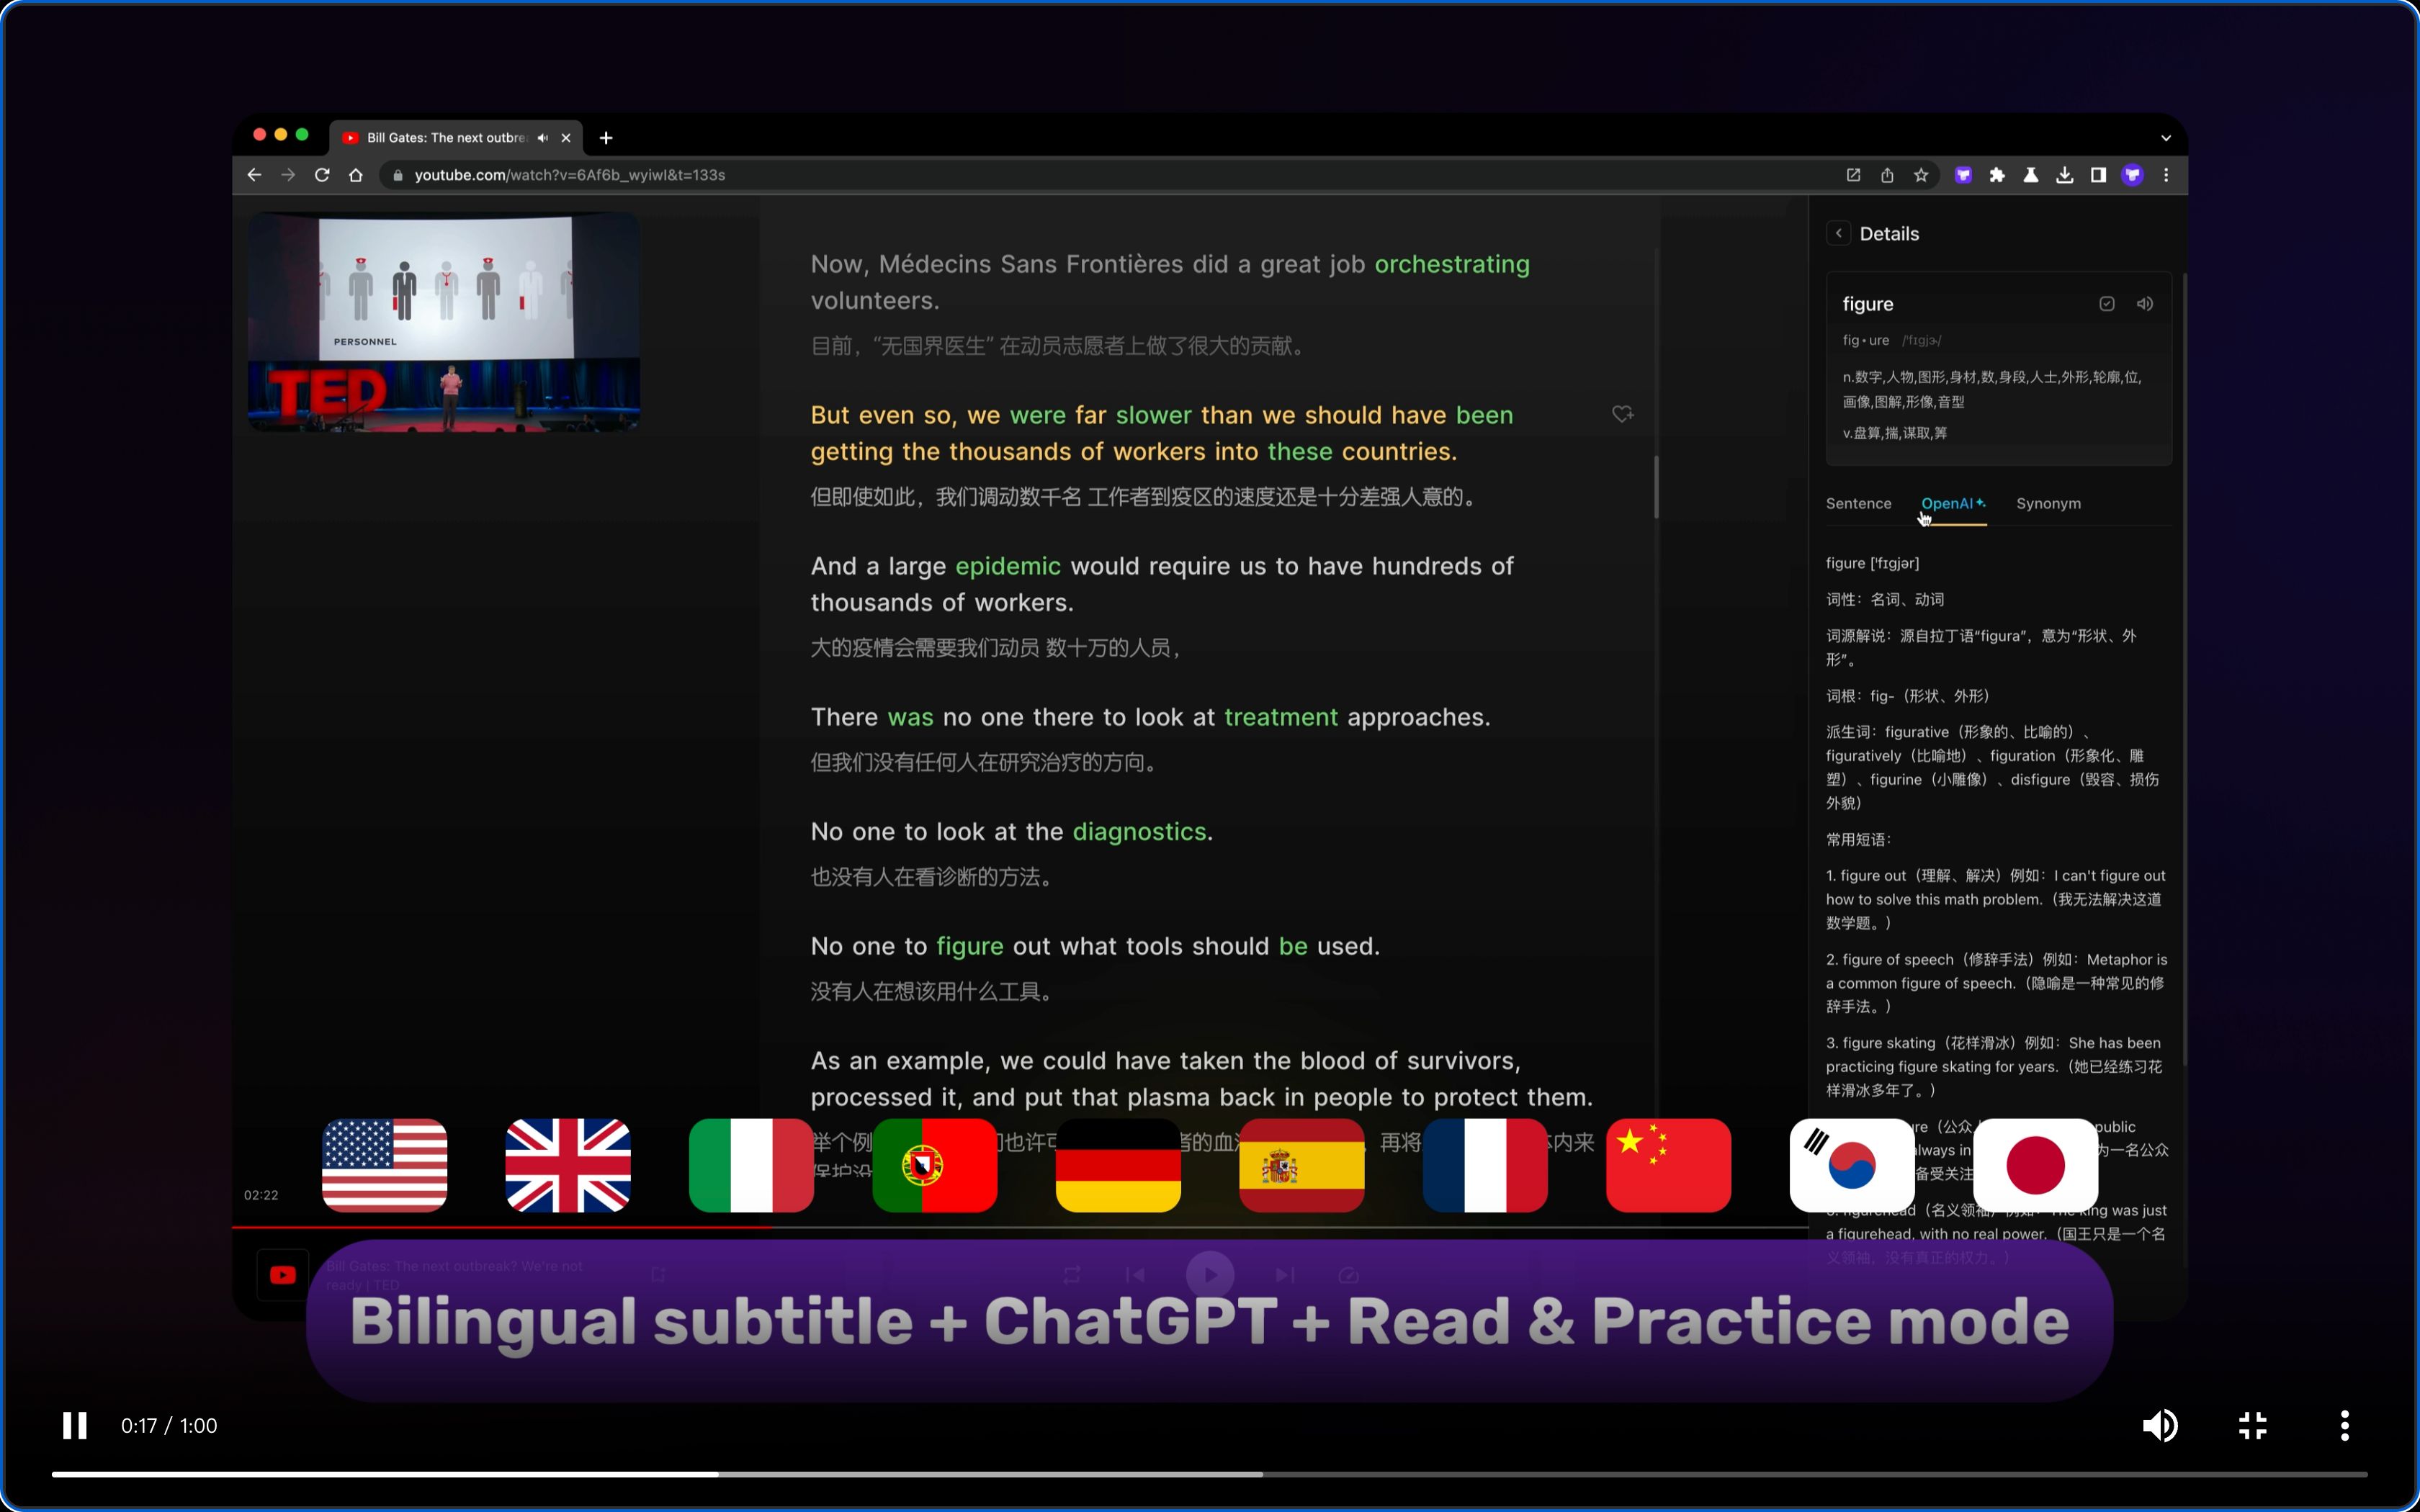 Bill Gates: The next outbre
youtube.com/watch?v=6Af6b_wyiwI&t=133s
PERSONNEL
TED
Now, Médecins Sans Frontières did a great job orchestrating
volunteers.
目前，“无国界医生” 在动员志愿者上做了很大的贡献。
But even so, we were far slower than we should have been
getting the thousands of workers into these countries.
但即使如此，我们调动数千名 工作者到疫区的速度还是十分差强人意的。
And a large epidemic would require us to have hundreds of
thousands of workers.
大的疫情会需要我们动员 数十万的人员，
There was no one there to look at treatment approaches.
但我们没有任何人在研究治疗的方向。
No one to look at the diagnostics.
也没有人在看诊断的方法。
No one to figure out what tools should be used.
没有人在想该用什么工具。
As an example, we could have taken the blood of survivors,
processed it, and put that plasma back in people to protect them.
举个例 也许 的血 再将 内来
02:22
Details
figure
fig • ure /ˈfɪgjɚ/
n.数字,人物,图形,身材,数,身段,人士,外形,轮廓,位,
画像,图解,形像,音型
v.盘算,揣,谋取,筹
Sentence OpenAI Synonym
figure ['fɪgjər]
词性：名词、动词
词源解说：源自拉丁语“figura”，意为“形状、外
形”。
词根：fig-（形状、外形）
派生词：figurative（形象的、比喻的）、
figuratively（比喻地）、figuration（形象化、雕
塑）、figurine（小雕像）、disfigure（毁容、损伤
外貌）
常用短语：
1. figure out（理解、解决）例如：I can't figure out
how to solve this math problem.（我无法解决这道
数学题。）
2. figure of speech（修辞手法）例如：Metaphor is
a common figure of speech.（隐喻是一种常见的修
辞手法。）
3. figure skating（花样滑冰）例如：She has been
practicing figure skating for years.（她已经练习花
样滑冰多年了。）
ure（公众 public
always in 为一名公众
备受关注
figurehead（名义领袖）例如：The king was just
a figurehead, with no real power.（国王只是一个名
义领袖，没有真正的权力。）
Bill Gates: The next outbreak? We're not
ready | TED
Bilingual subtitle + ChatGPT + Read & Practice mode
0:17 / 1:00